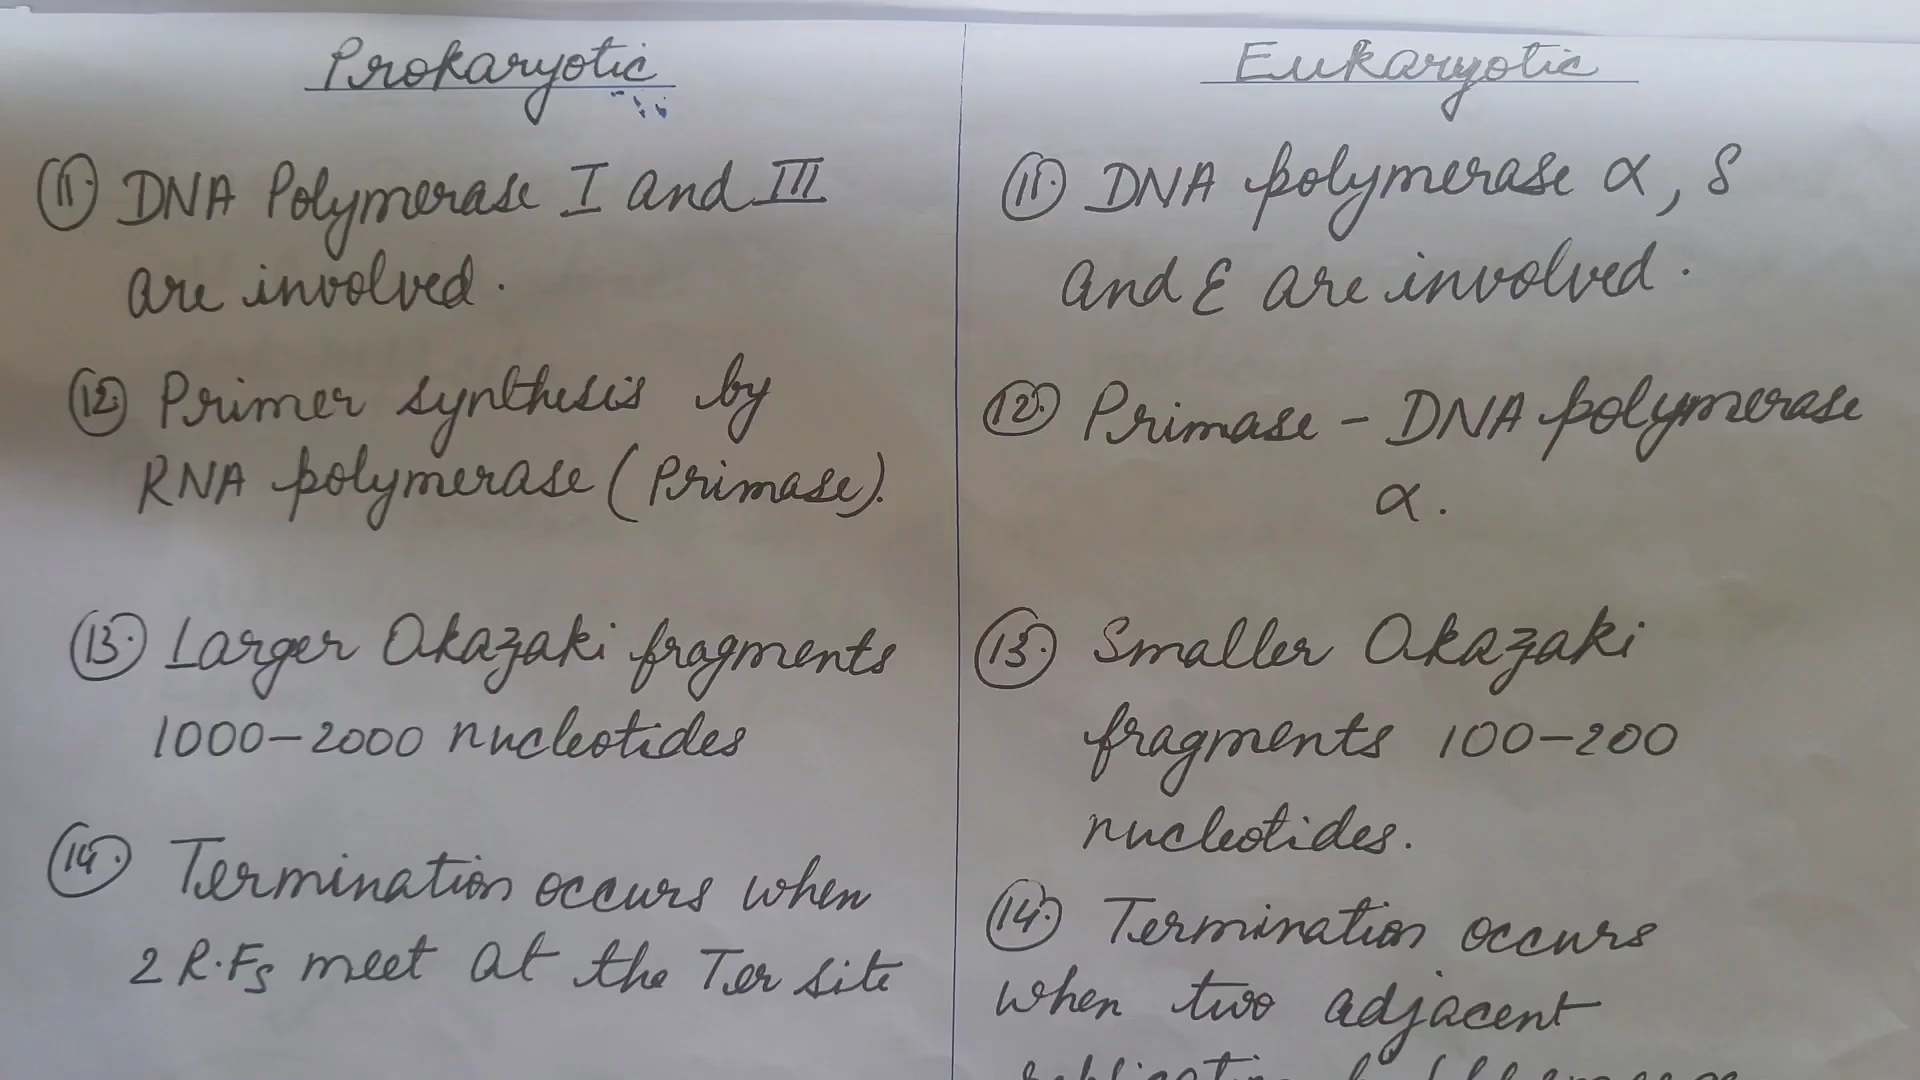 Prokaryotic
11. DNA Polymerase I and III
are involved.
12. Primer synthesis by
RNA polymerase (Primase).
13. Larger Okazaki fragments
1000-2000 nucleotides
14. Termination occurs when
2 R.Fs meet at the Ter site
Eukaryotic
11. DNA polymerase α, δ
and ε are involved.
12. Primase - DNA polymerase
α.
13. Smaller Okazaki
fragments 100-200
nucleotides.
14. Termination occurs
when two adjacent